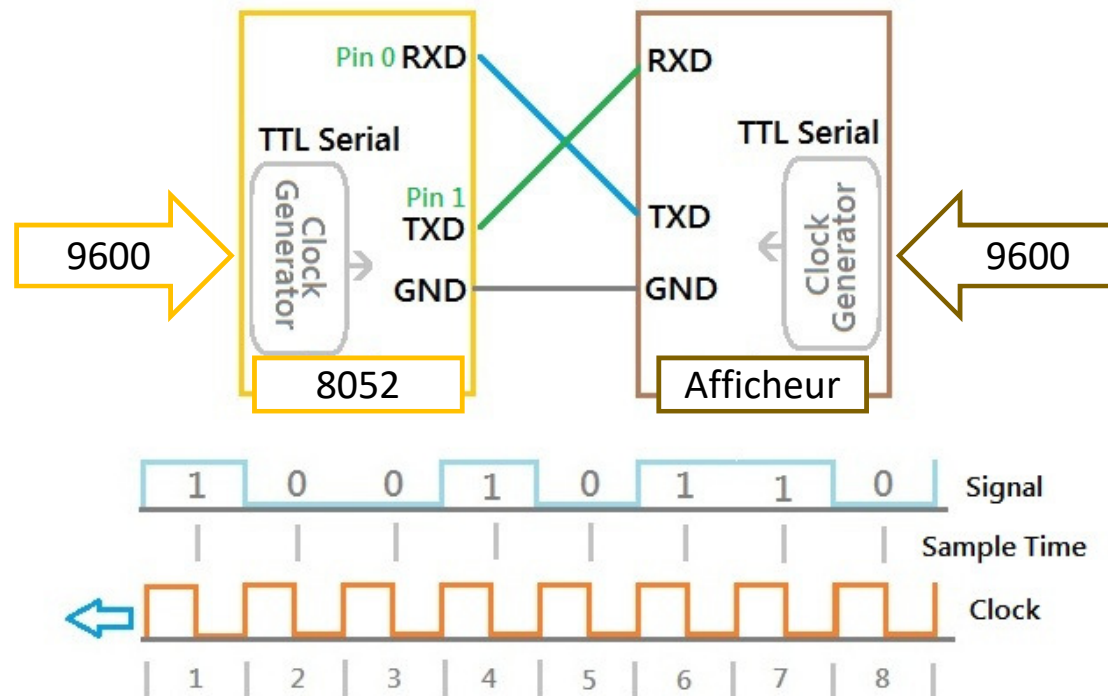 Pin 0 RXD
RXD
TTL Serial
TTL Serial
Clock Generator
Clock Generator
Pin 1
TXD
TXD
GND
GND
9600
9600
8052
Afficheur
1 0 0 1 0 1 1 0 Signal
Sample Time
Clock
1 2 3 4 5 6 7 8